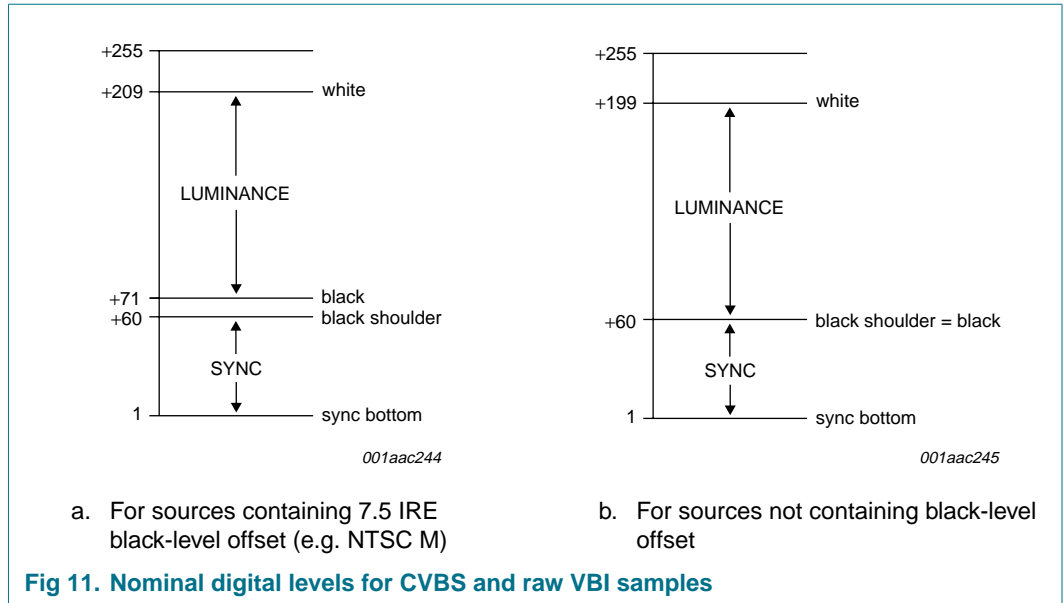 +255
+209
white
LUMINANCE
+71
black
+60
black shoulder
SYNC
1
sync bottom
001aac244
+255
+199
white
LUMINANCE
+60
black shoulder = black
SYNC
1
sync bottom
001aac245
a. For sources containing 7.5 IRE
black-level offset (e.g. NTSC M)
b. For sources not containing black-level
offset
Fig 11. Nominal digital levels for CVBS and raw VBI samples